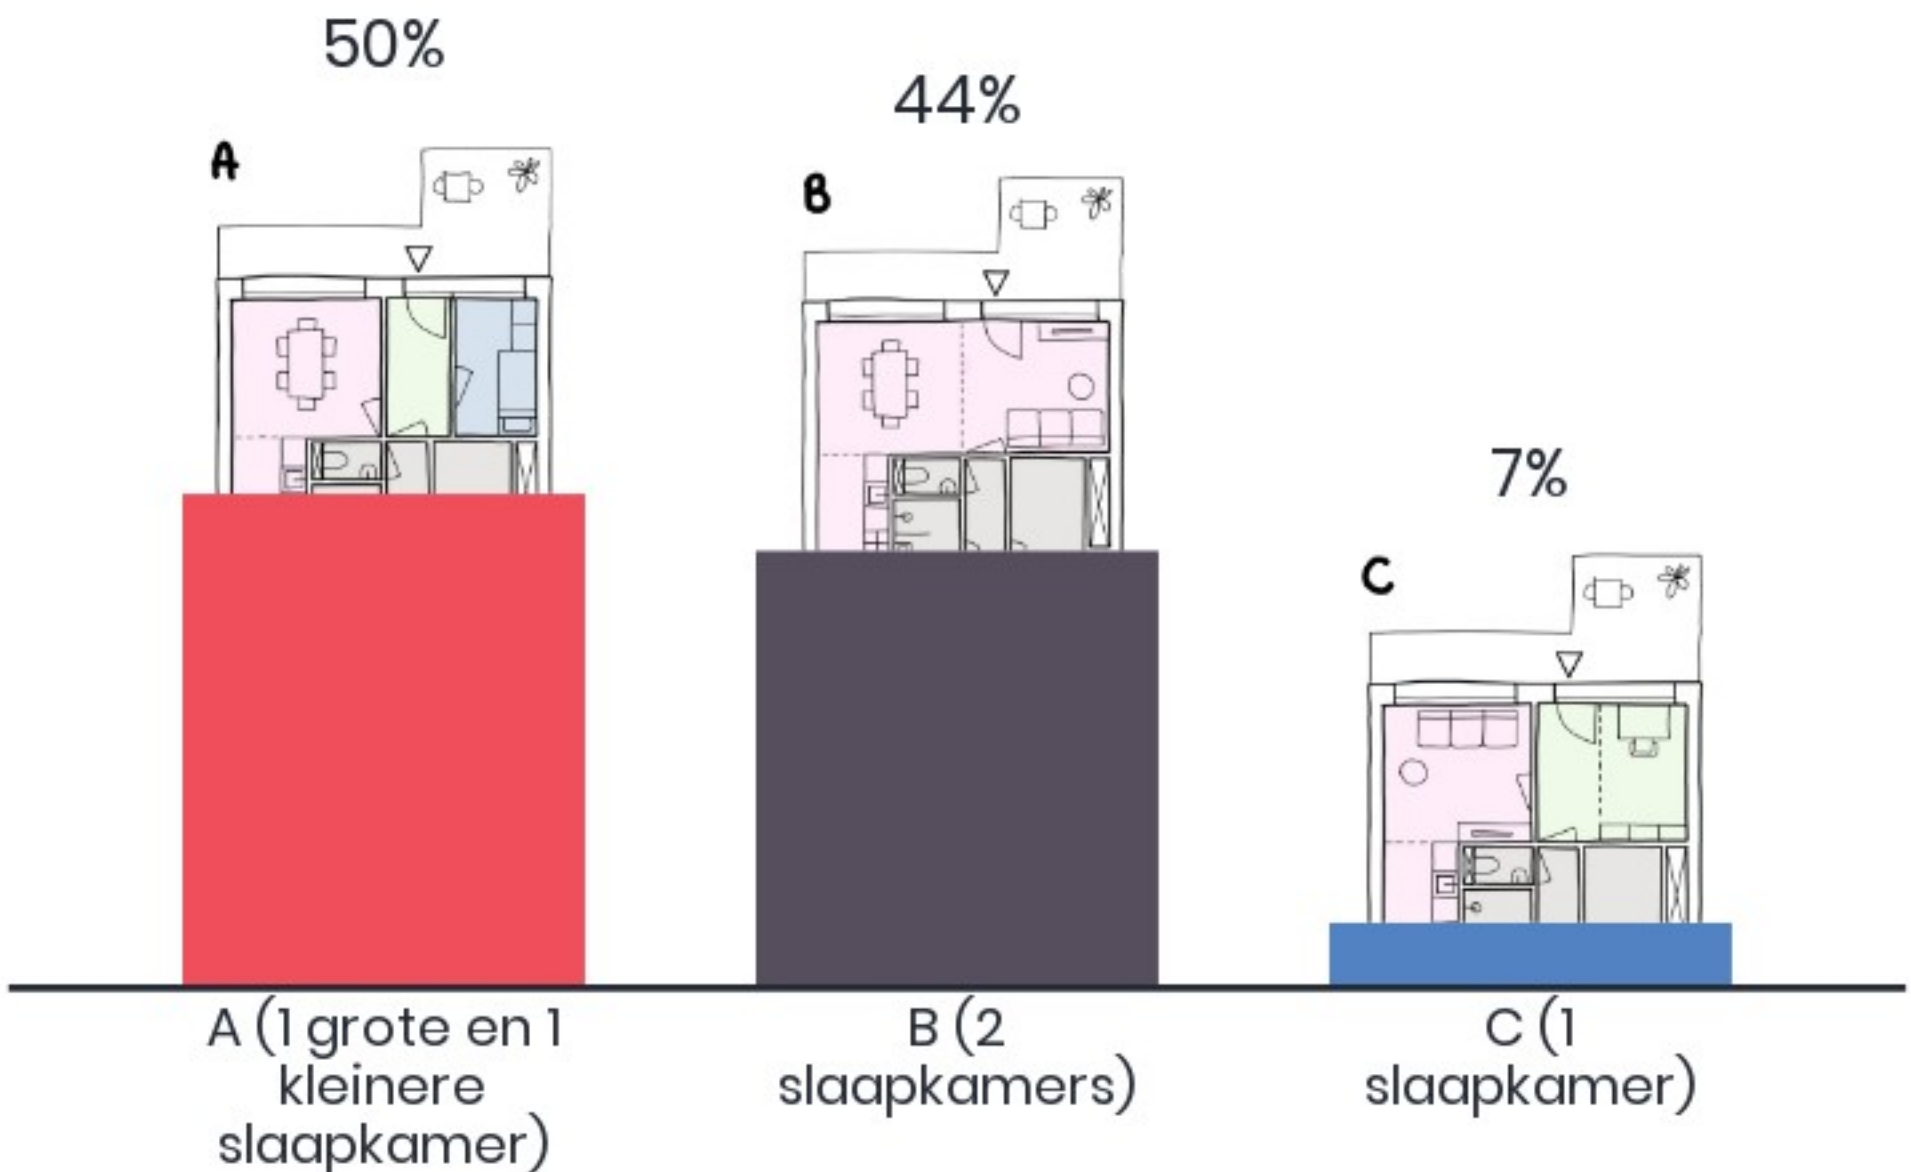 50%
44%
7%
A
B
C
A (1 grote en 1
kleinere
slaapkamer)
B (2
slaapkamers)
C (1
slaapkamer)